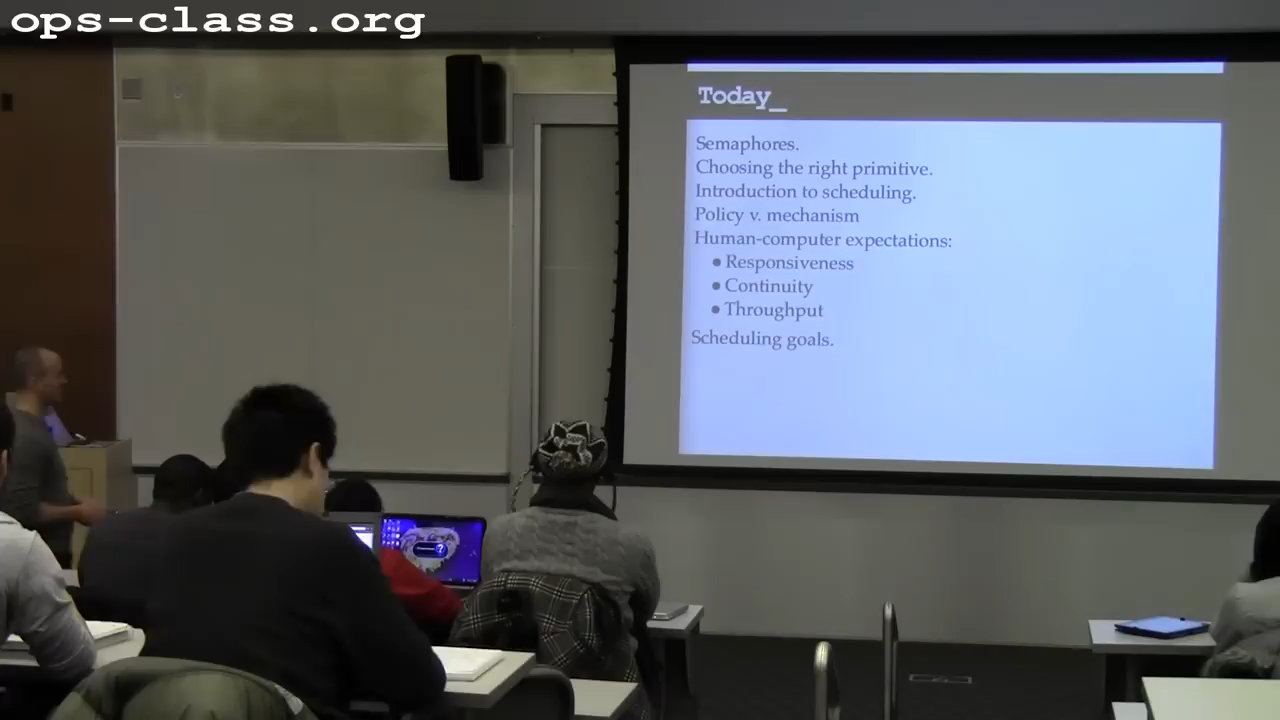 ops-class.org
Today_
Semaphores.
Choosing the right primitive.
Introduction to scheduling.
Policy v. mechanism
Human-computer expectations:
• Responsiveness
• Continuity
• Throughput
Scheduling goals.